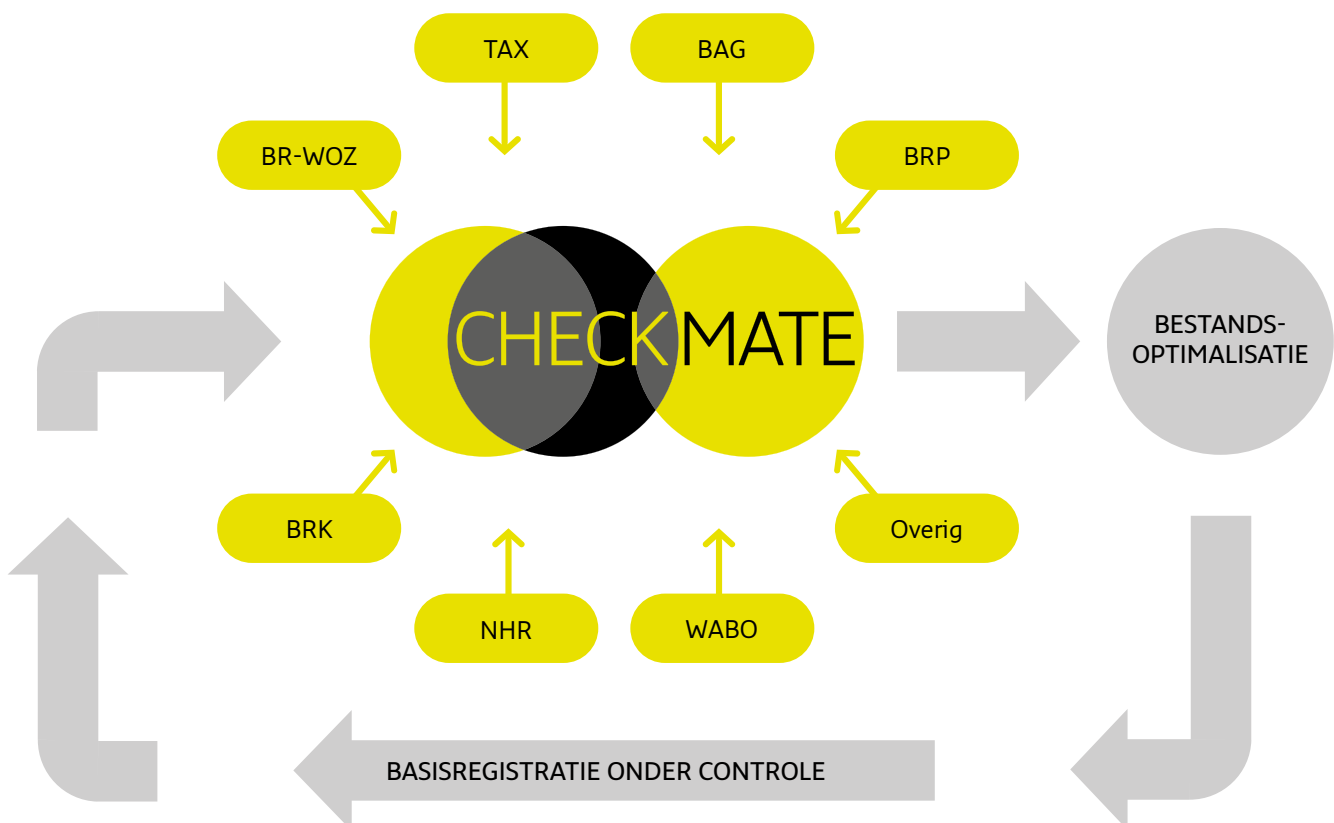 TAX
BAG
BR-WOZ
BRP
CHECKMATE
BESTANDS-
OPTIMALISATIE
BRK
Overig
NHR
WABO
BASISREGISTRATIE ONDER CONTROLE